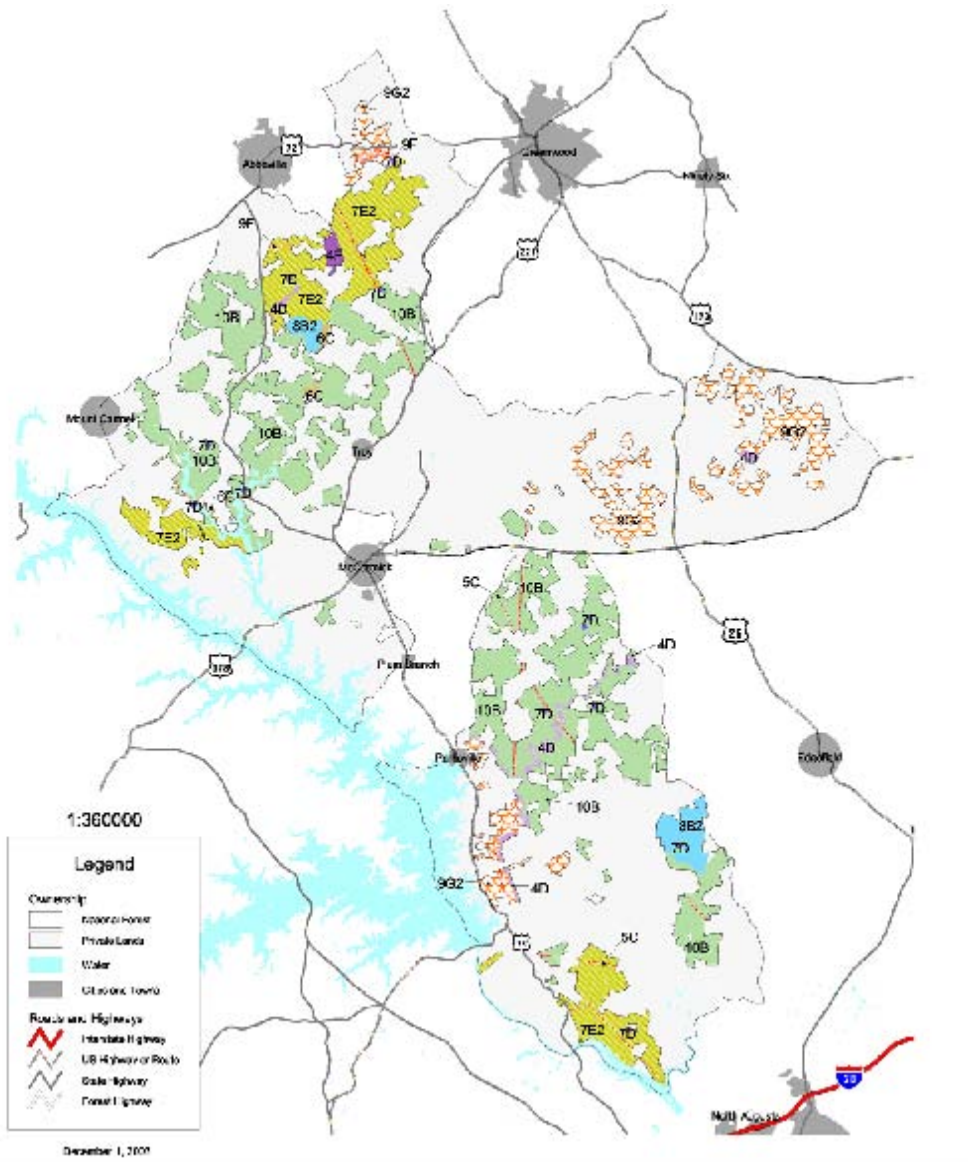 9G2
9F
72
Abbeville
Greenwood
7D
Ninety Six
7E2
9F
221
7D
7E2
7D
4D
10B
10B
8B2
6C
178
6C
Mount Carmel
10B
9G2
7D
10B
Troy
4D
7D
7E2
9G2
McCormick
5C
10B
7D
25
4D
378
Plum Branch
10B
7D
7D
4D
Parksville
Edgefield
10B
1:360000
8B2
7D
Legend
9G2
4D
Ownership
National Forest
Private Lands
5C
10B
Water
Cities and Towns
Roads and Highways
7E2
7D
Interstate Highway
US Highway or Route
20
State Highway
Forest Highway
North Augusta